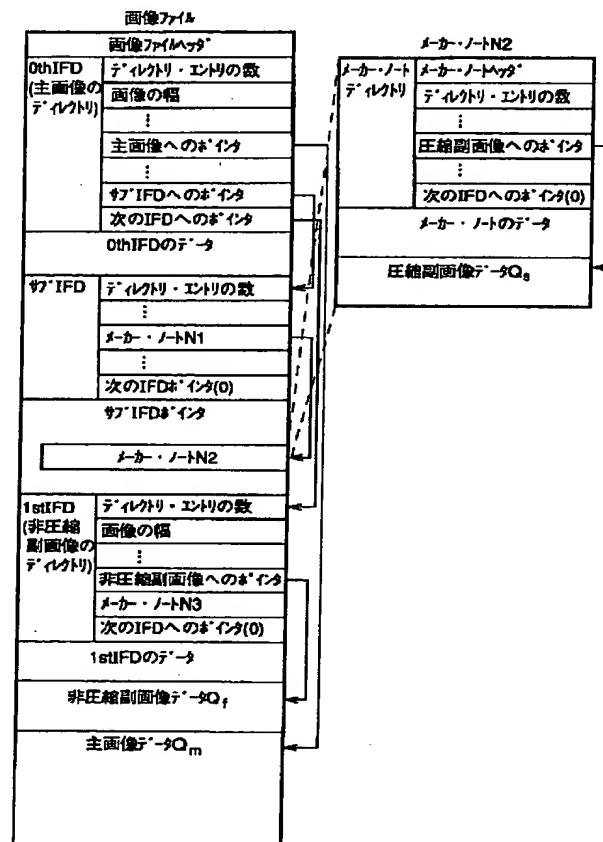 画像ファイル
画像ファイルヘッダ
0thIFD
(主画像の
ディレクトリ)
ディレクトリ・エントリの数
画像の幅
⋮
主画像へのポインタ
⋮
サブIFDへのポインタ
次のIFDへのポインタ
0thIFDのデータ
サブIFD
ディレクトリ・エントリの数
⋮
メーカー・ノートN1
⋮
次のIFDポインタ(0)
サブIFDポインタ
メーカー・ノートN2
1stIFD
(非圧縮
副画像の
ディレクトリ)
ディレクトリ・エントリの数
画像の幅
⋮
非圧縮副画像へのポインタ
メーカー・ノートN3
次のIFDへのポインタ(0)
1stIFDのデータ
非圧縮副画像データQf
主画像データQm
メーカー・ノートN2
メーカー・ノート
ディレクトリ
メーカー・ノートヘッダ
ディレクトリ・エントリの数
⋮
圧縮副画像へのポインタ
⋮
次のIFDへのポインタ(0)
メーカー・ノートのデータ
圧縮副画像データQs